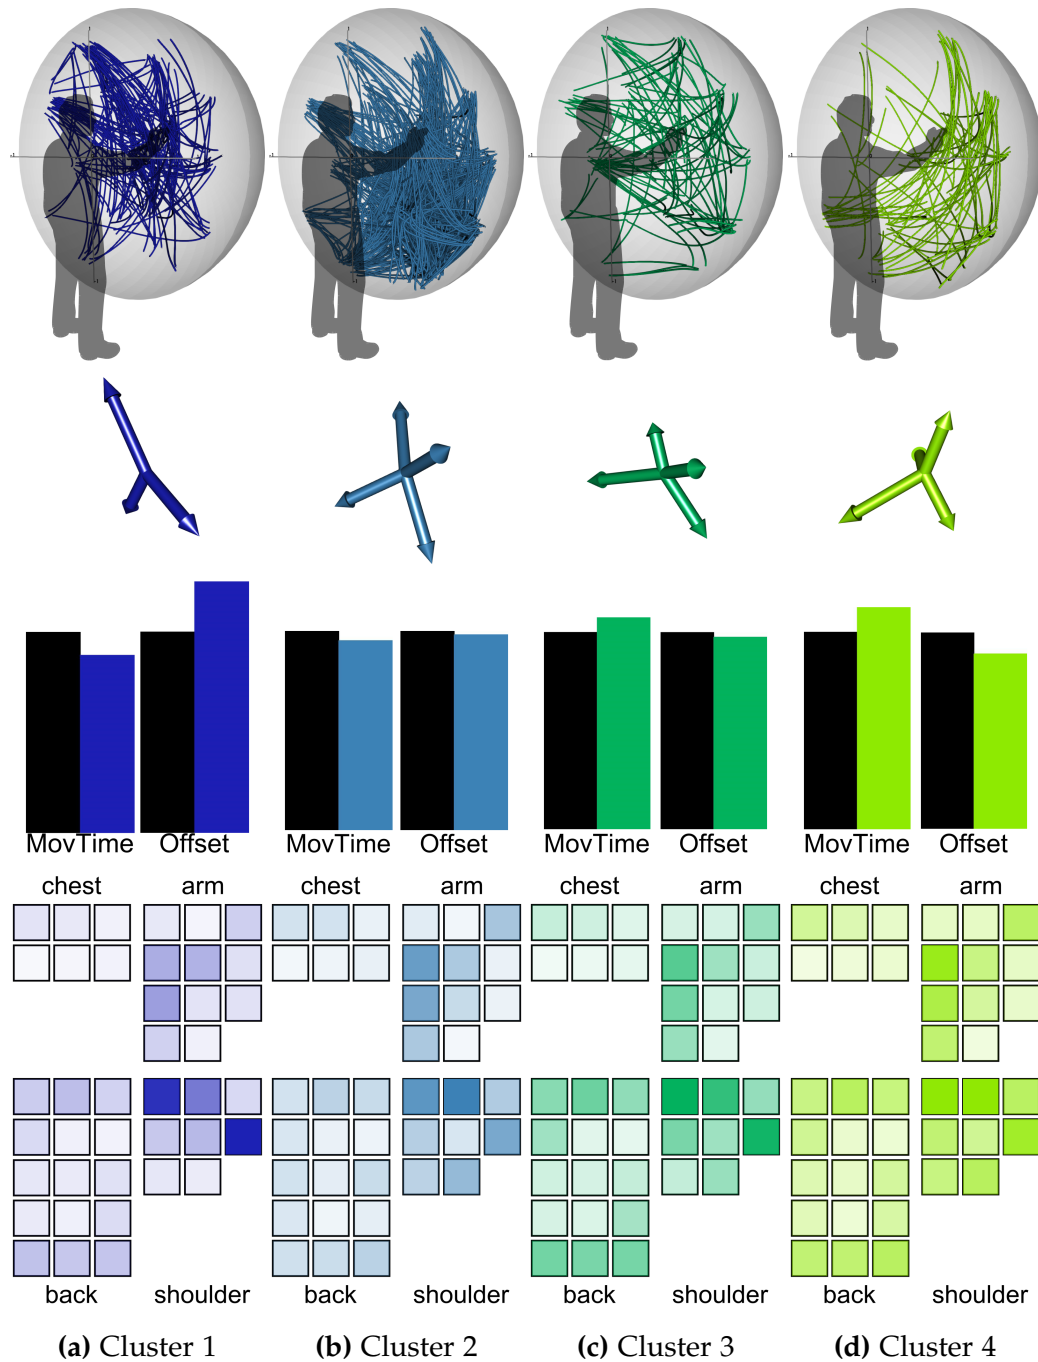 MovTime Offset MovTime Offset MovTime Offset MovTime Offset
chest arm chest arm chest arm chest arm
back shoulder back shoulder back shoulder back shoulder
(a) Cluster 1 (b) Cluster 2 (c) Cluster 3 (d) Cluster 4